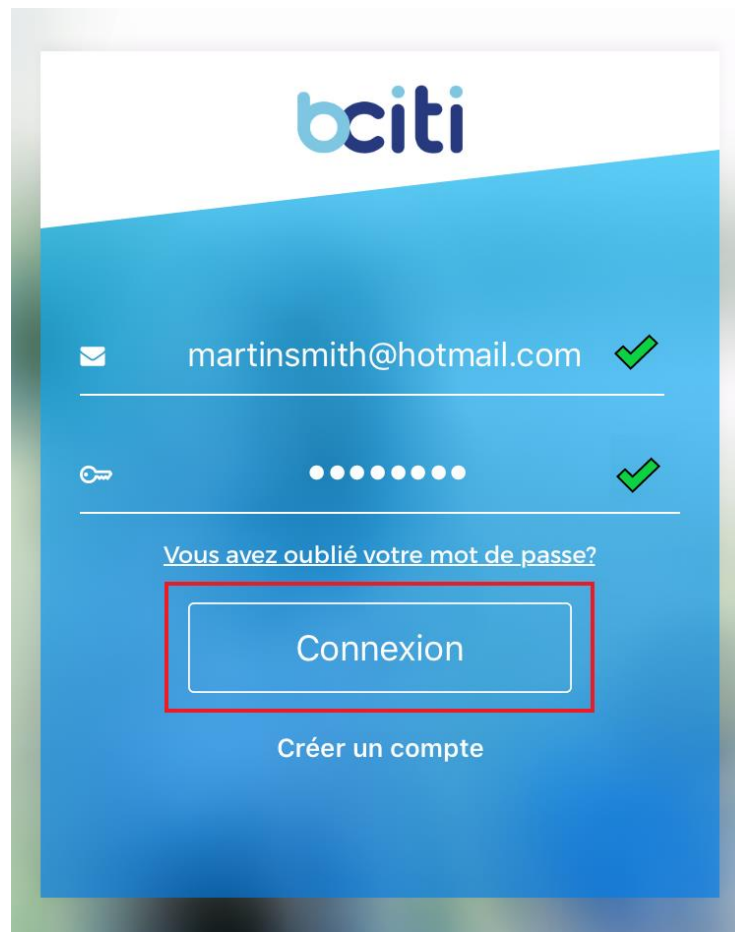 bciti
martinsmith@hotmail.com
••••••••
Vous avez oublié votre mot de passe?
Connexion
Créer un compte